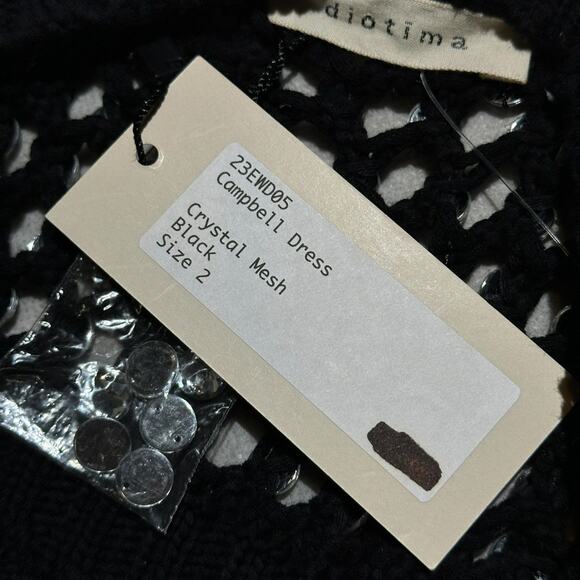 diotima
23EWD05
Campbell Dress
Crystal Mesh
Black
Size 2